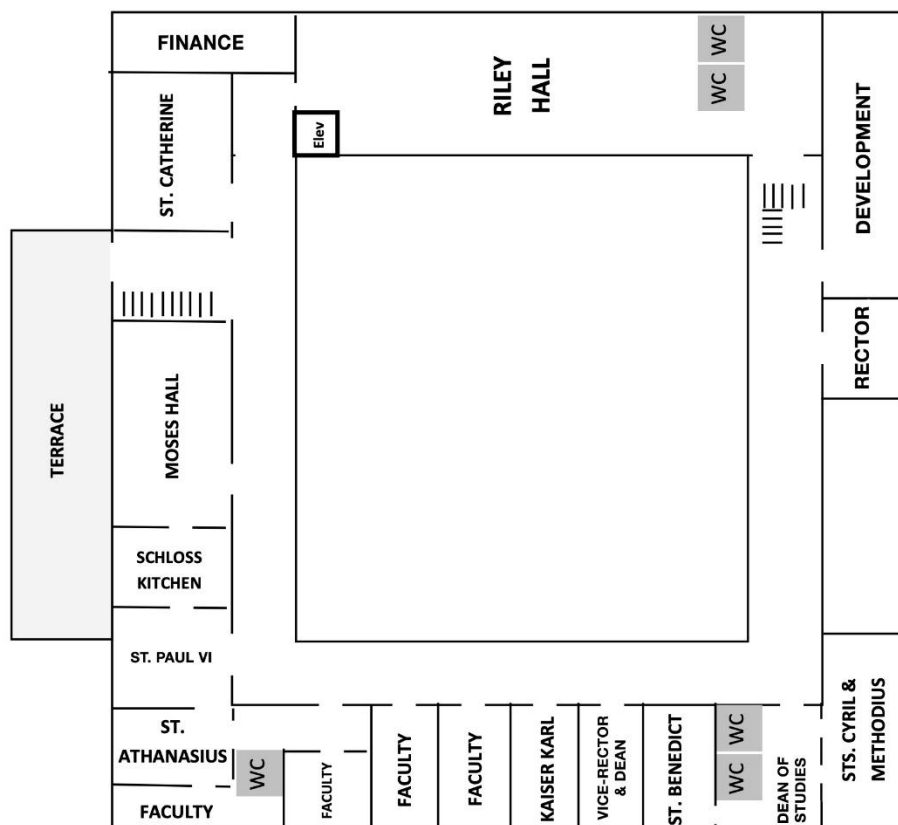 FINANCE
RILEY
HALL
WC
WC
Elev
ST. CATHERINE
DEVELOPMENT
RECTOR
TERRACE
MOSES HALL
SCHLOSS
KITCHEN
ST. PAUL VI
ST.
ATHANASIUS
FACULTY
WC
FACULTY
FACULTY
FACULTY
KAISER KARL
VICE-RECTOR
& DEAN
ST. BENEDICT
WC
WC
DEAN OF
STUDIES
STS. CYRIL &
METHODIUS